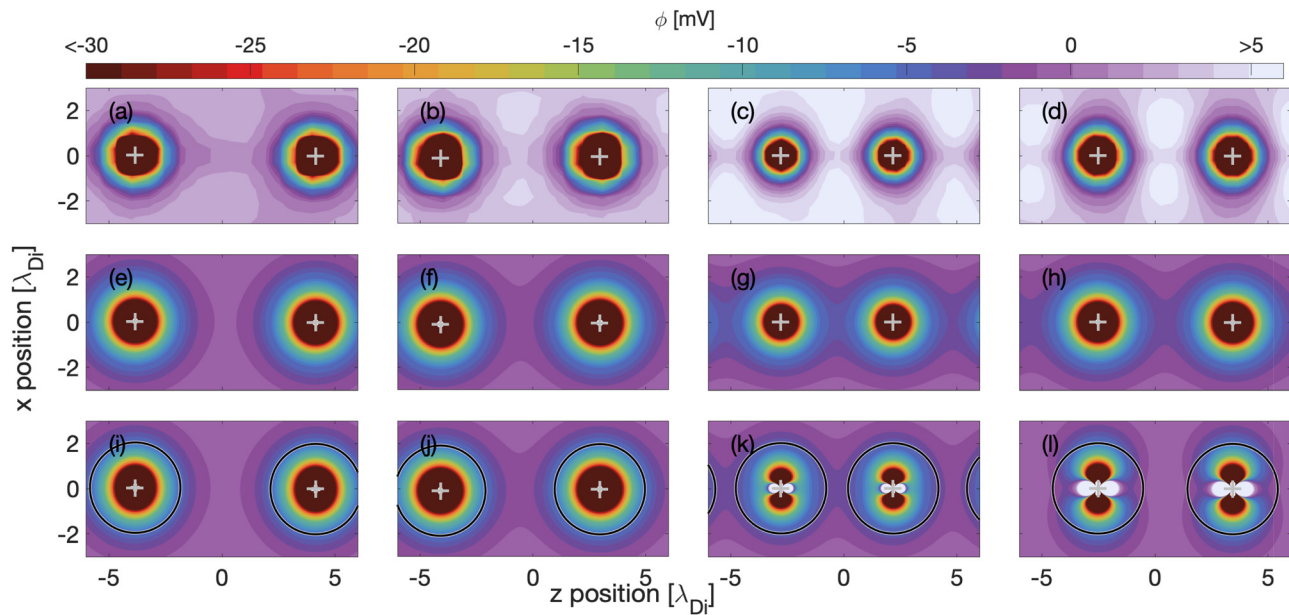 ϕ [mV]
<-30 -25 -20 -15 -10 -5 0 >5
(a) (b) (c) (d)
2
0
-2
(e) (f) (g) (h)
2
0
-2
(i) (j) (k) (l)
2
0
-2
-5 0 5 -5 0 5 -5 0 5 -5 0 5
x position [λDi]
z position [λDi]